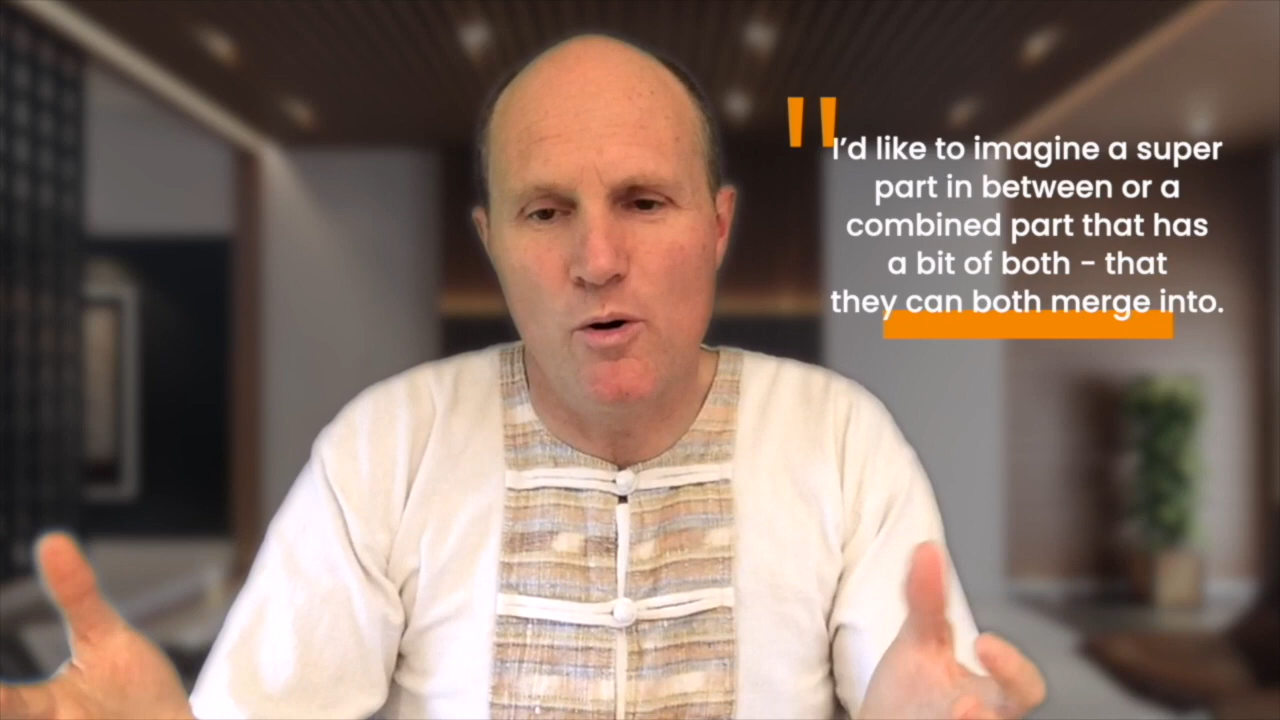 "
I'd like to imagine a super
part in between or a
combined part that has
a bit of both - that
they can both merge into.